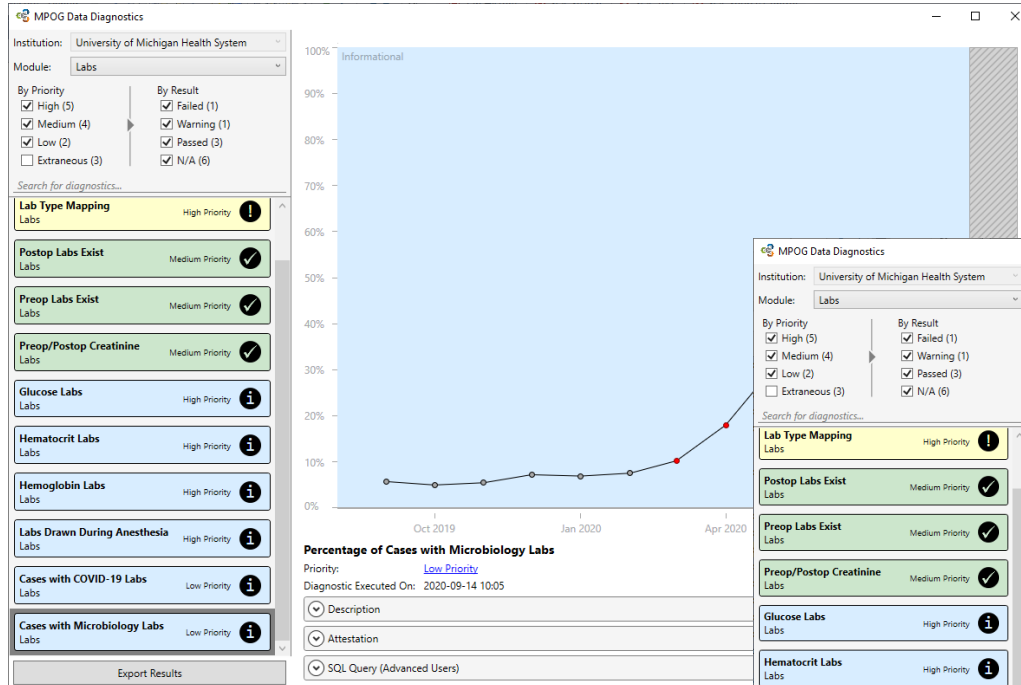 MPOG Data Diagnostics
Institution: University of Michigan Health System
Module: Labs
By Priority By Result
High (5) Failed (1)
Medium (4) Warning (1)
Low (2) Passed (3)
Extraneous (3) N/A (6)
Search for diagnostics...
Lab Type Mapping
Labs
High Priority
Postop Labs Exist
Labs
Medium Priority
Preop Labs Exist
Labs
Medium Priority
Preop/Postop Creatinine
Labs
Medium Priority
Glucose Labs
Labs
High Priority
Hematocrit Labs
Labs
High Priority
Hemoglobin Labs
Labs
High Priority
Labs Drawn During Anesthesia
Labs
High Priority
Cases with COVID-19 Labs
Labs
Low Priority
Cases with Microbiology Labs
Labs
Low Priority
Export Results
Informational
100%
90%
80%
70%
60%
50%
40%
30%
20%
10%
0%
Oct 2019 Jan 2020 Apr 2020
Percentage of Cases with Microbiology Labs
Priority: Low Priority
Diagnostic Executed On: 2020-09-14 10:05
Description
Attestation
SQL Query (Advanced Users)
MPOG Data Diagnostics
Institution: University of Michigan Health System
Module: Labs
By Priority By Result
High (5) Failed (1)
Medium (4) Warning (1)
Low (2) Passed (3)
Extraneous (3) N/A (6)
Search for diagnostics...
Lab Type Mapping
Labs
High Priority
Postop Labs Exist
Labs
Medium Priority
Preop Labs Exist
Labs
Medium Priority
Preop/Postop Creatinine
Labs
Medium Priority
Glucose Labs
Labs
High Priority
Hematocrit Labs
Labs
High Priority